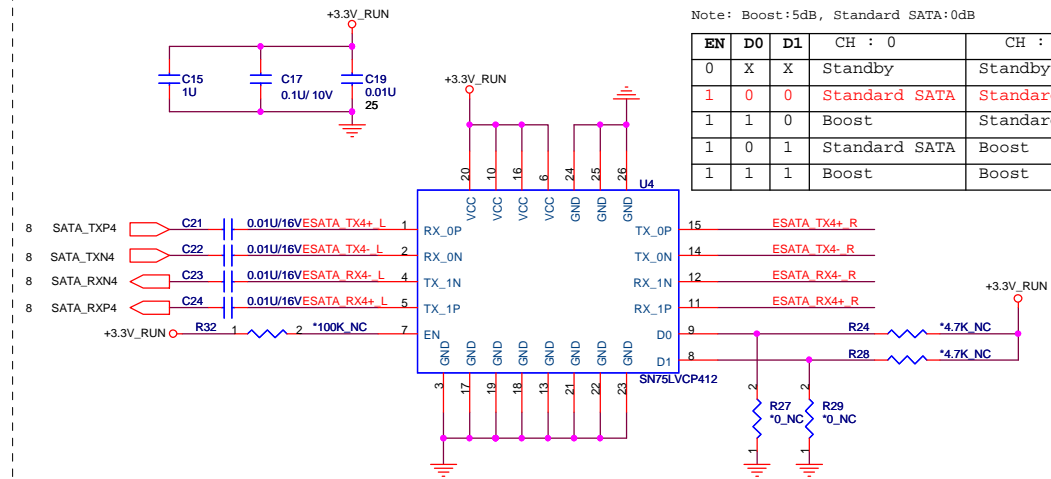 Note: Boost:5dB, Standard SATA:0dB
EN D0 D1 CH : 0 CH :
0 X X Standby Standby
1 0 0 Standard SATA Standar
1 1 0 Boost Standar
1 0 1 Standard SATA Boost
1 1 1 Boost Boost
+3.3V_RUN
C15
1U
C17
0.1U/ 10V
C19
0.01U
25
+3.3V_RUN
20 10 16 6 24 25 26
VCC VCC VCC VCC GND GND GND
U4
8 SATA_TXP4 C21 0.01U/16V ESATA_TX4+_L 1 RX_0P
8 SATA_TXN4 C22 0.01U/16V ESATA_TX4-_L 2 RX_0N
8 SATA_RXN4 C23 0.01U/16V ESATA_RX4-_L 4 TX_1N
8 SATA_RXP4 C24 0.01U/16V ESATA_RX4+_L 5 TX_1P
+3.3V_RUN R32 1 2 *100K_NC 7 EN
TX_0P 15 ESATA_TX4+_R
TX_0N 14 ESATA_TX4-_R
RX_1N 12 ESATA_RX4-_R
RX_1P 11 ESATA_RX4+_R
+3.3V_RUN
D0 9 R24 *4.7K_NC
D1 8 R28 *4.7K_NC
GND GND GND GND GND GND GND GND
3 17 19 18 13 21 22 23
SN75LVCP412
2 R27 *0_NC 1
2 R29 *0_NC 1